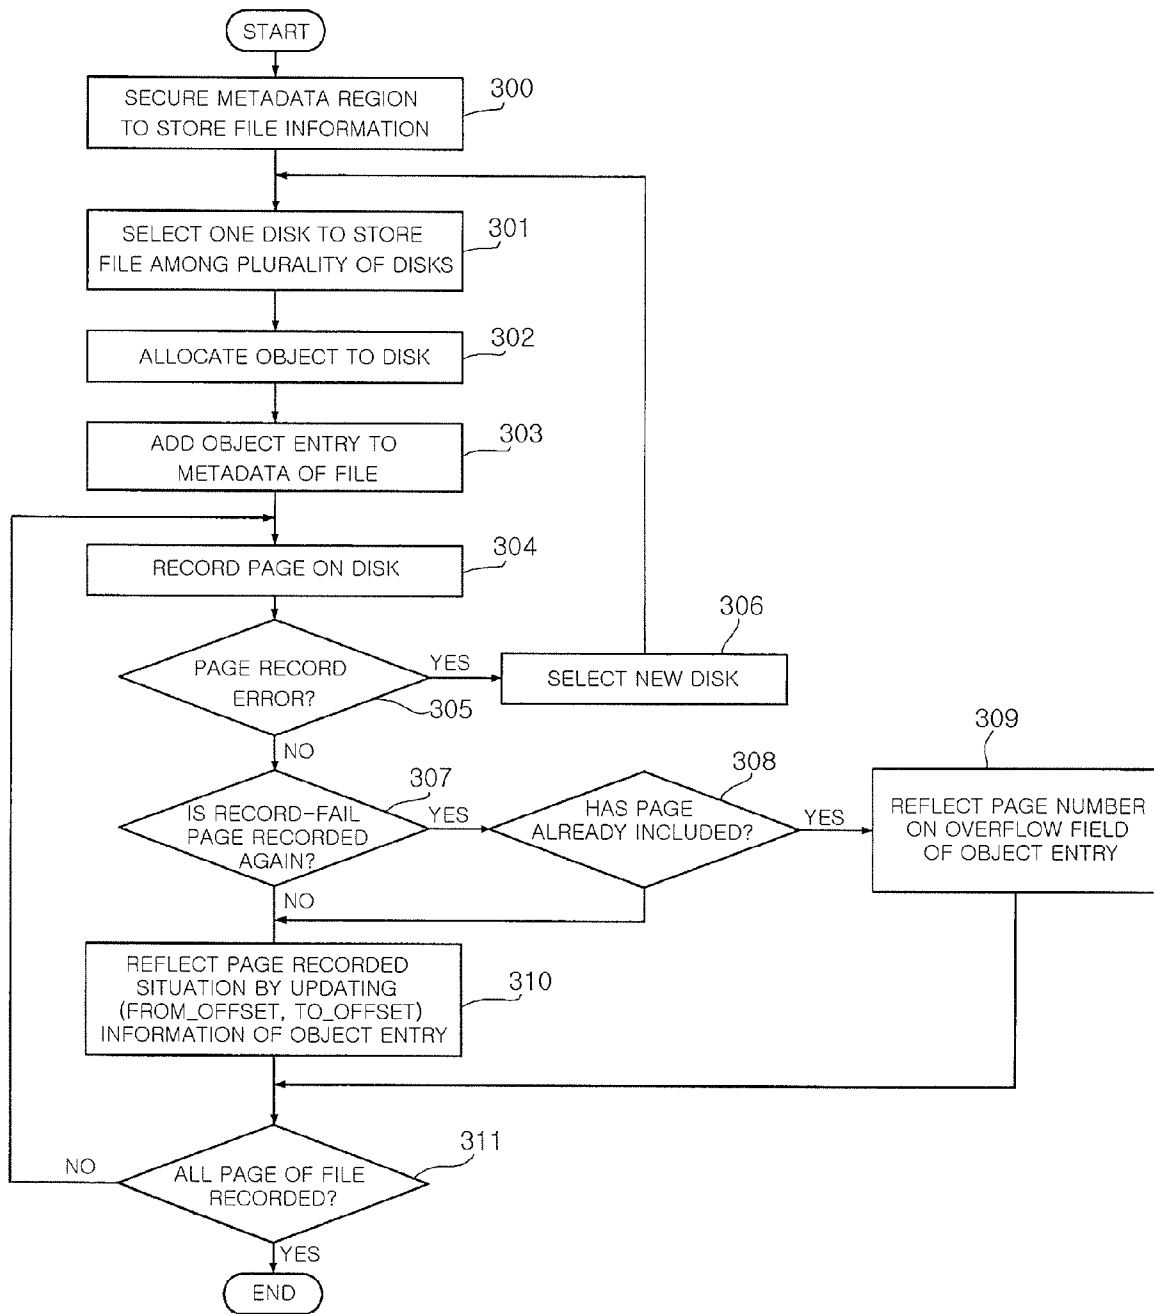 START
300
SECURE METADATA REGION
TO STORE FILE INFORMATION
301
SELECT ONE DISK TO STORE
FILE AMONG PLURALITY OF DISKS
302
ALLOCATE OBJECT TO DISK
303
ADD OBJECT ENTRY TO
METADATA OF FILE
304
RECORD PAGE ON DISK
PAGE RECORD
ERROR?
305
YES
306
SELECT NEW DISK
NO
307
IS RECORD-FAIL
PAGE RECORDED
AGAIN?
YES
308
HAS PAGE
ALREADY INCLUDED?
YES
309
REFLECT PAGE NUMBER
ON OVERFLOW FIELD
OF OBJECT ENTRY
NO
310
REFLECT PAGE RECORDED
SITUATION BY UPDATING
(FROM_OFFSET, TO_OFFSET)
INFORMATION OF OBJECT ENTRY
311
ALL PAGE OF FILE
RECORDED?
NO
YES
END